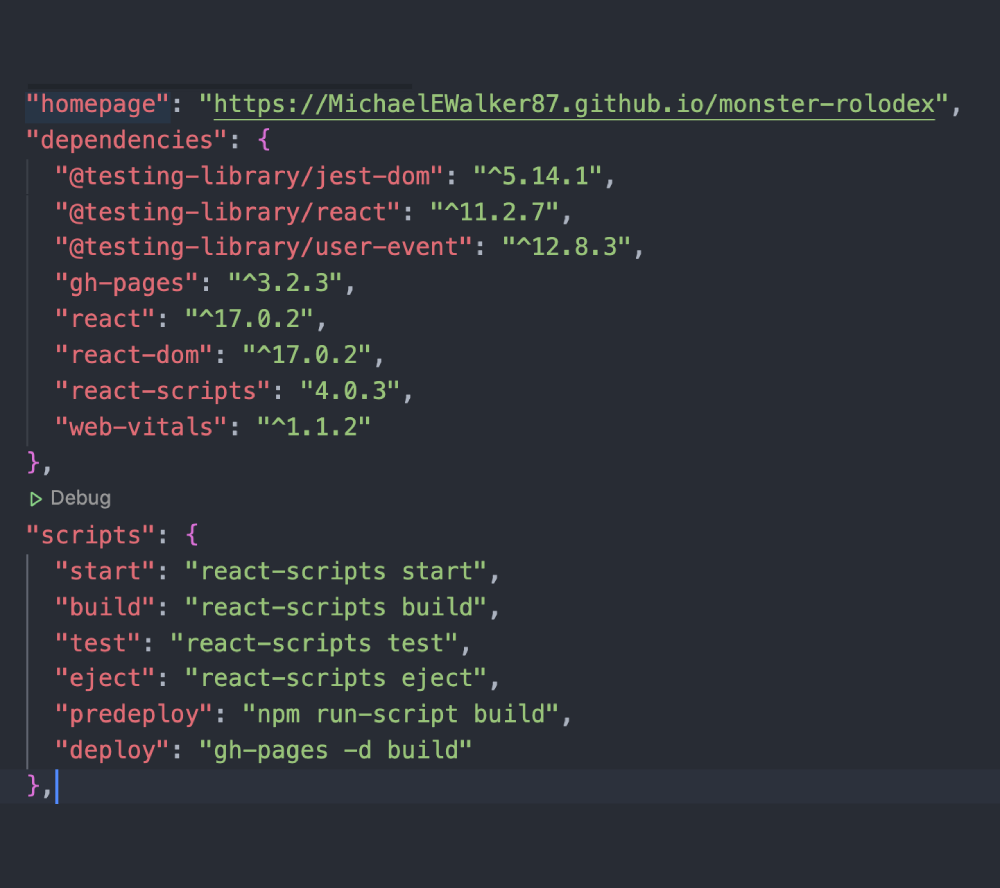 "homepage": "https://MichaelEWalker87.github.io/monster-rolodex",
"dependencies": {
"@testing-library/jest-dom": "^5.14.1",
"@testing-library/react": "^11.2.7",
"@testing-library/user-event": "^12.8.3",
"gh-pages": "^3.2.3",
"react": "^17.0.2",
"react-dom": "^17.0.2",
"react-scripts": "4.0.3",
"web-vitals": "^1.1.2"
},
Debug
"scripts": {
"start": "react-scripts start",
"build": "react-scripts build",
"test": "react-scripts test",
"eject": "react-scripts eject",
"predeploy": "npm run-script build",
"deploy": "gh-pages -d build"
},